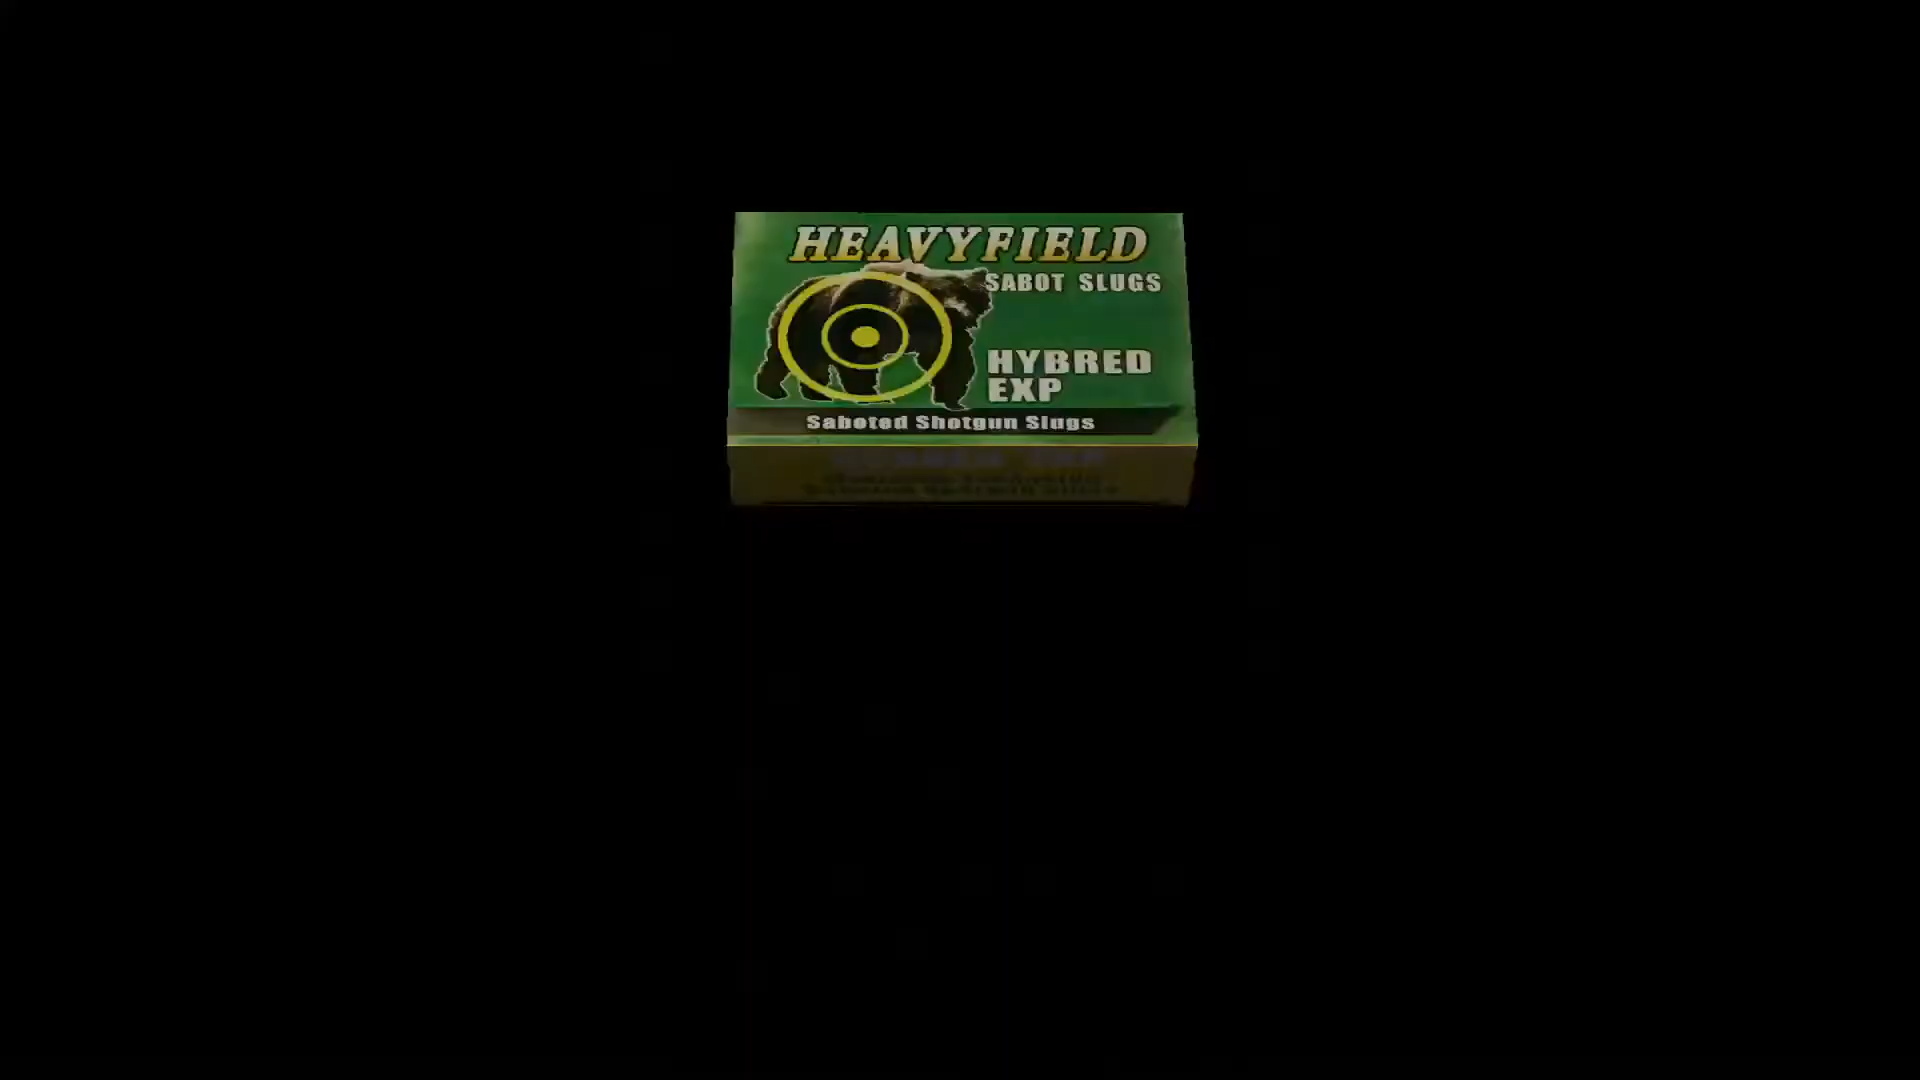 HEAVYFIELD
SABOT SLUGS
HYBRED
EXP
Saboted Shotgun Slugs